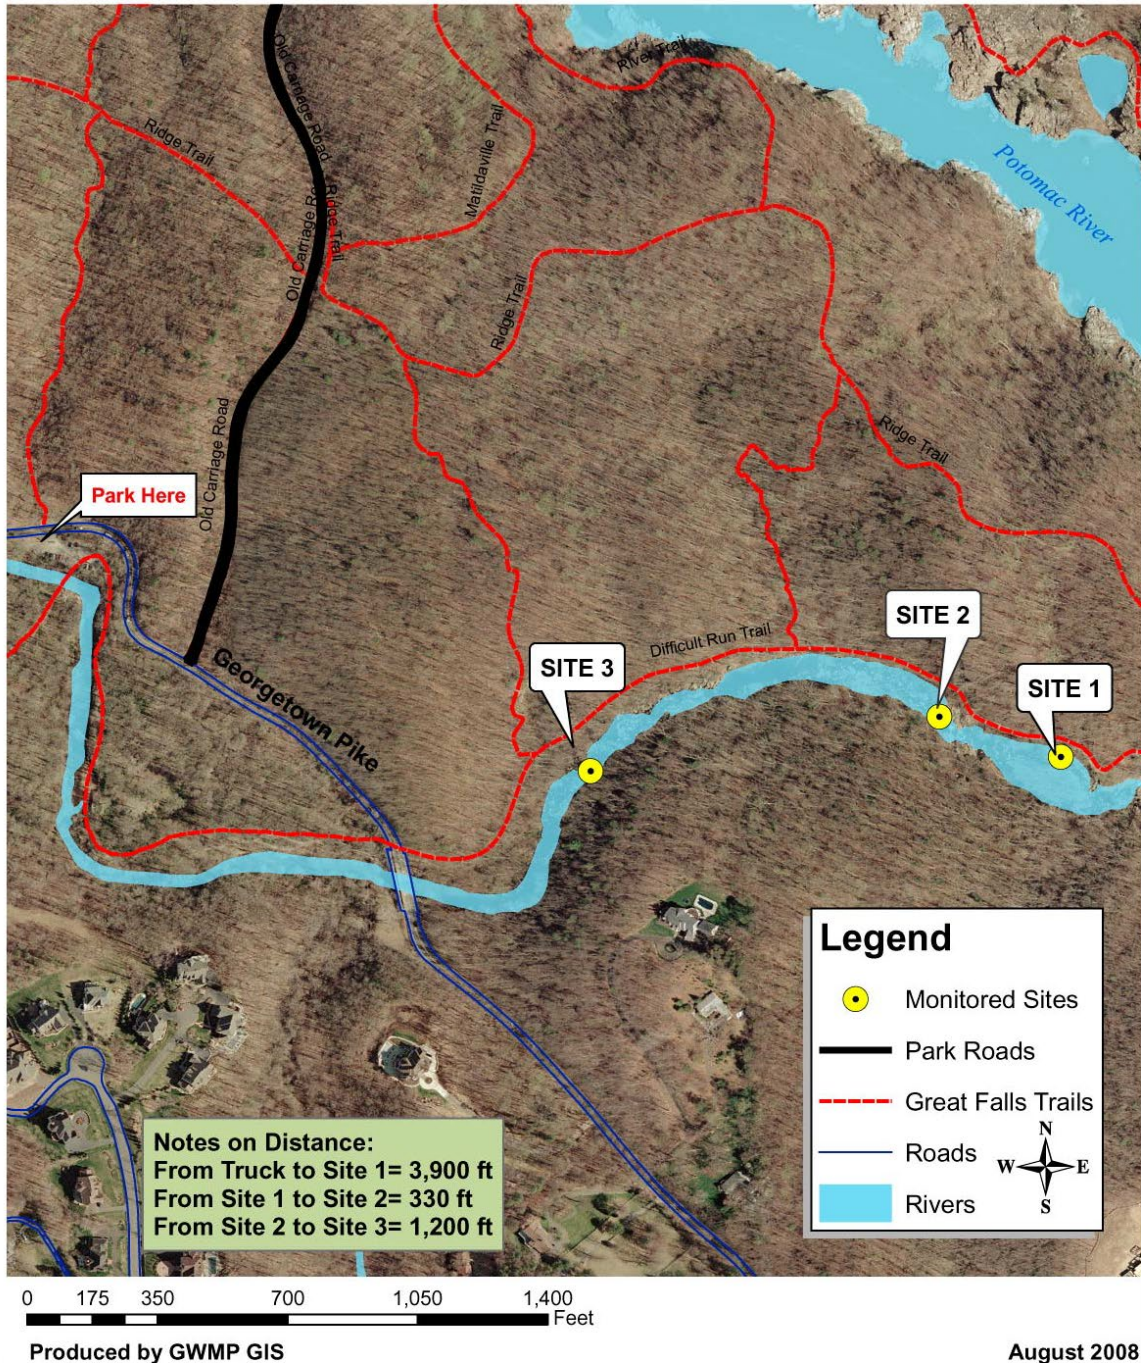 Old Carriage Road
River Trail
Ridge Trail
Matildaville Trail
Potomac River
Old Carriage Road
Ridge Trail
Ridge Trail
Old Carriage Road
Ridge Trail
Park Here
Georgetown Pike
SITE 3
Difficult Run Trail
SITE 2
SITE 1
Legend
Monitored Sites
Park Roads
Great Falls Trails
Roads
Rivers
N
W E
S
Notes on Distance:
From Truck to Site 1= 3,900 ft
From Site 1 to Site 2= 330 ft
From Site 2 to Site 3= 1,200 ft
0 175 350 700 1,050 1,400
Feet
Produced by GWMP GIS
August 2008